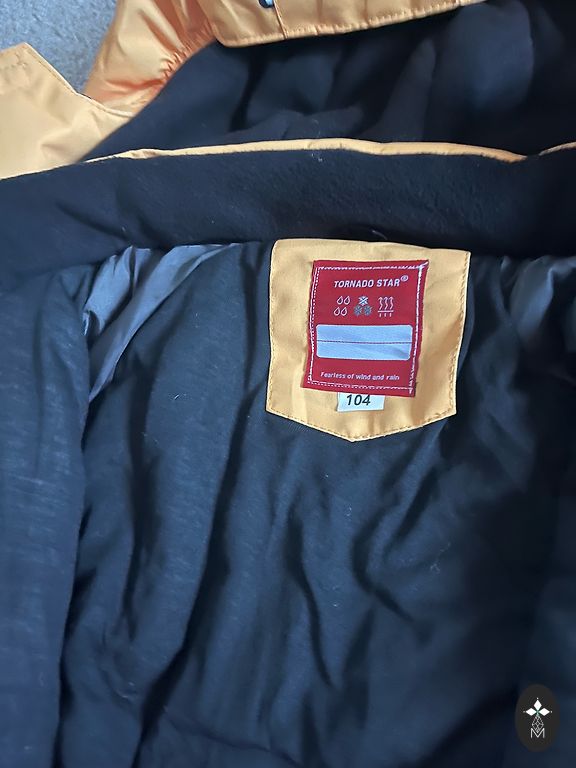 TORNADO STAR®
Fearless of wind and rain
104